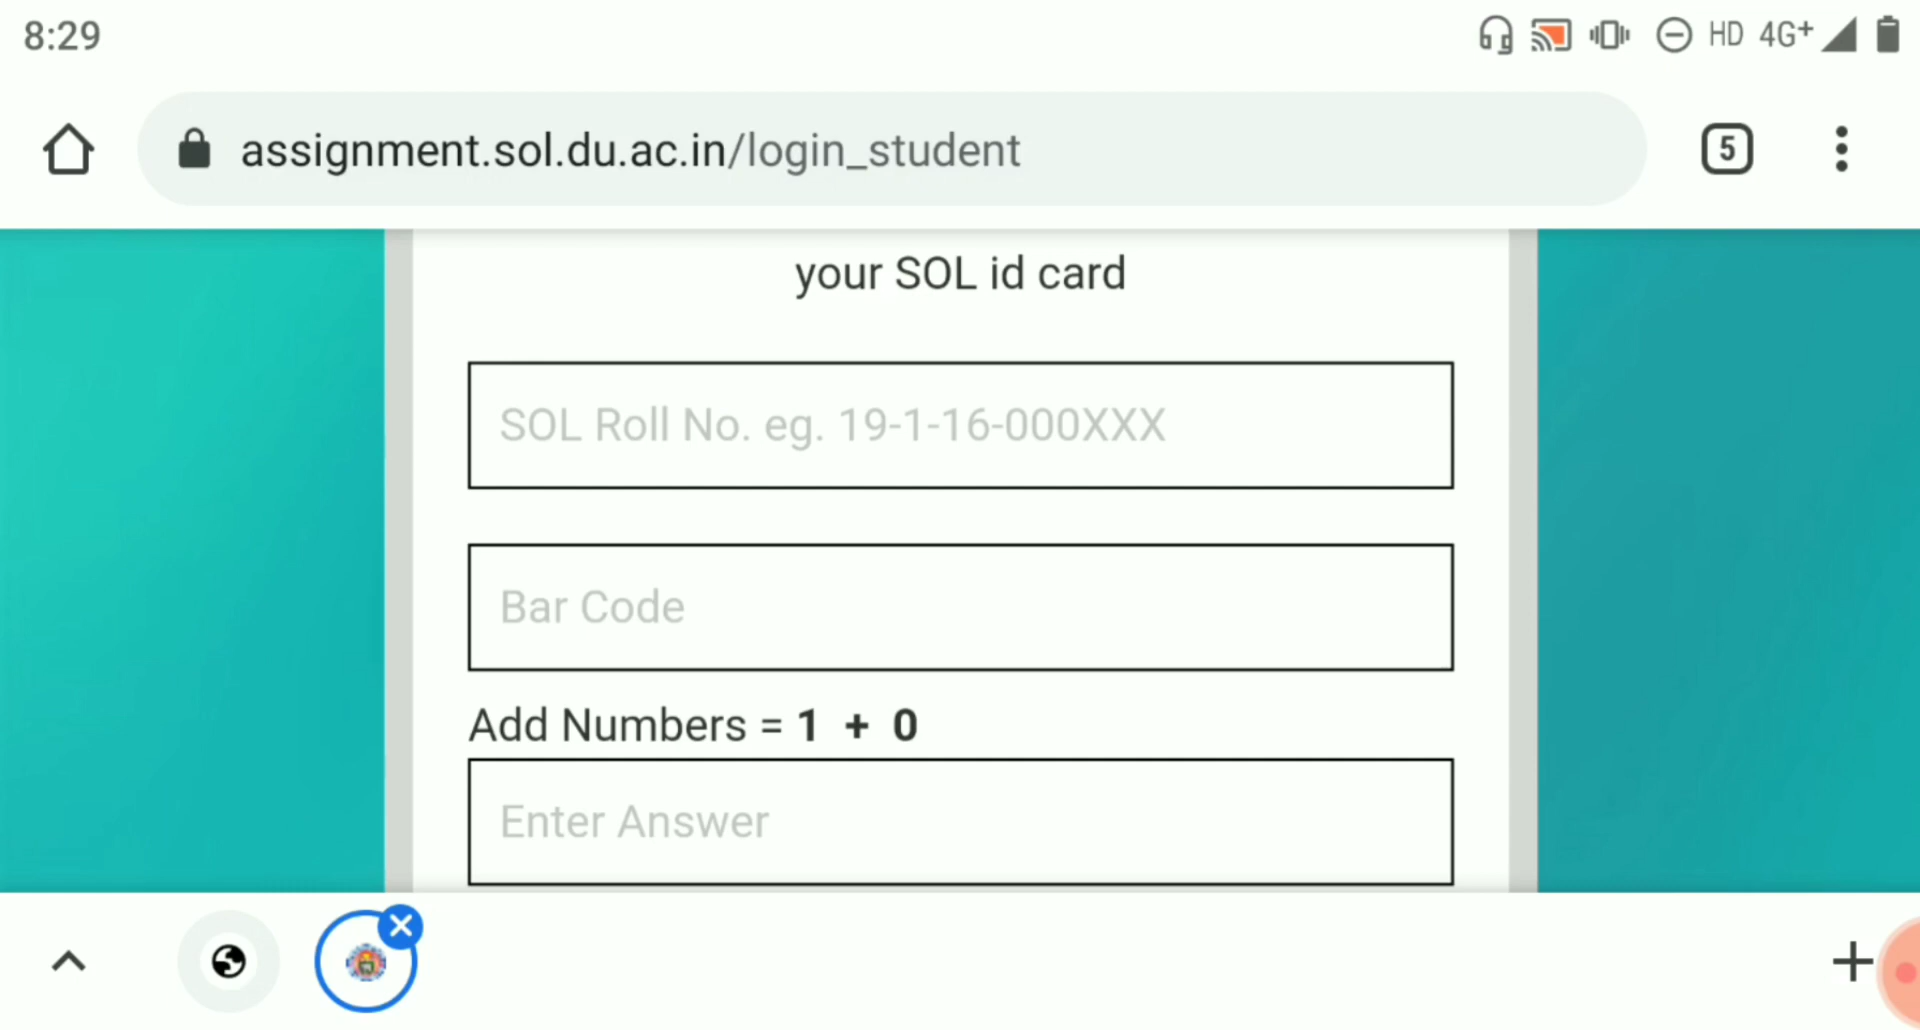 8:29
HD 4G+
assignment.sol.du.ac.in/login_student
5
your SOL id card
SOL Roll No. eg. 19-1-16-000XXX
Bar Code
Add Numbers = 1 + 0
Enter Answer